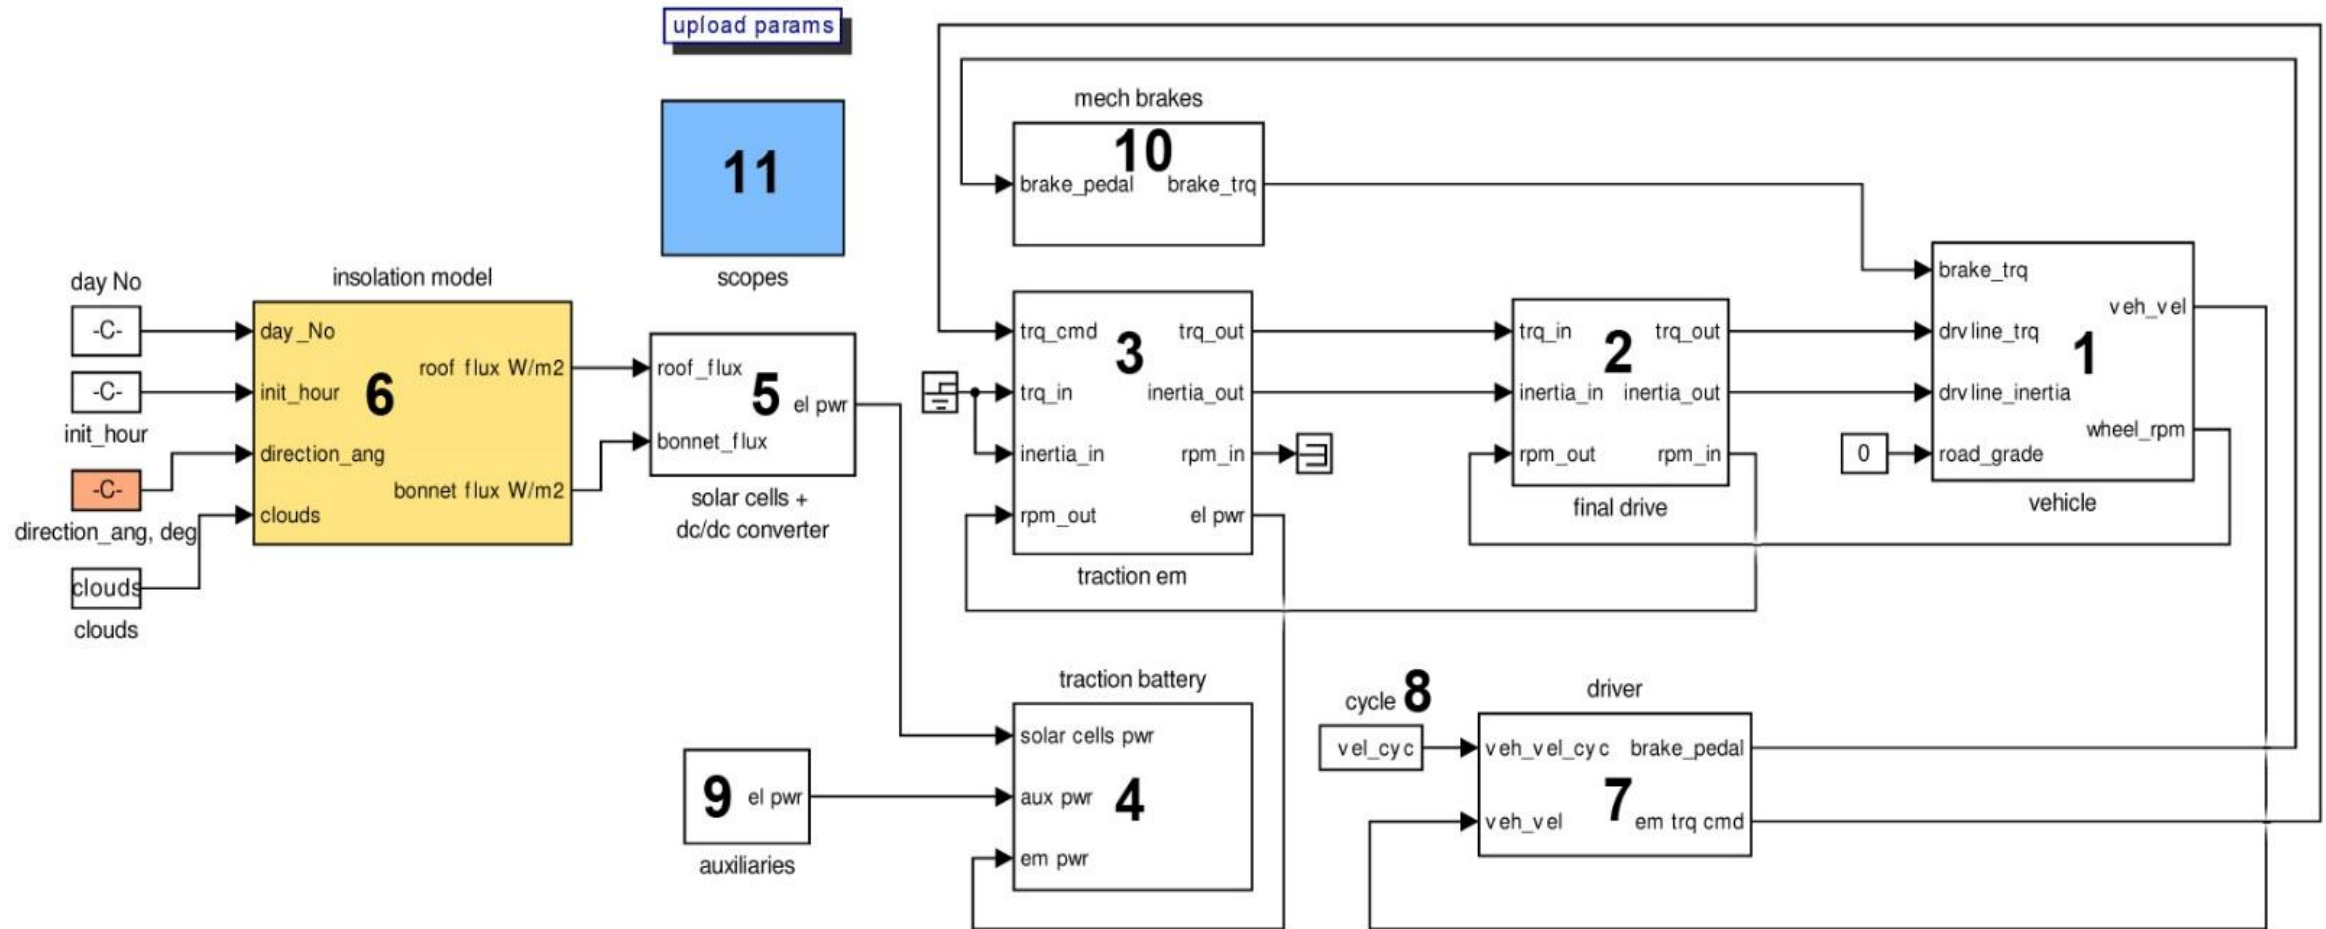 upload params
11
scopes
mech brakes
10
brake_pedal brake_trq
day No
-C-
-C-
init_hour
-C-
direction_ang, deg
clouds
clouds
insolation model
day_No
init_hour
direction_ang
clouds
6
roof flux W/m2
bonnet flux W/m2
roof_flux
bonnet_flux
5
el pwr
solar cells +
dc/dc converter
trq_cmd
trq_in
inertia_in
rpm_out
3
trq_out
inertia_out
rpm_in
el pwr
traction em
trq_in
inertia_in
rpm_out
2
trq_out
inertia_out
rpm_in
final drive
0
brake_trq
drvline_trq
drvline_inertia
road_grade
1
veh_vel
wheel_rpm
vehicle
9 el pwr
auxiliaries
traction battery
solar cells pwr
aux pwr
em pwr
4
cycle 8
vel_cyc
driver
veh_vel_cyc
veh_vel
7
brake_pedal
em trq cmd